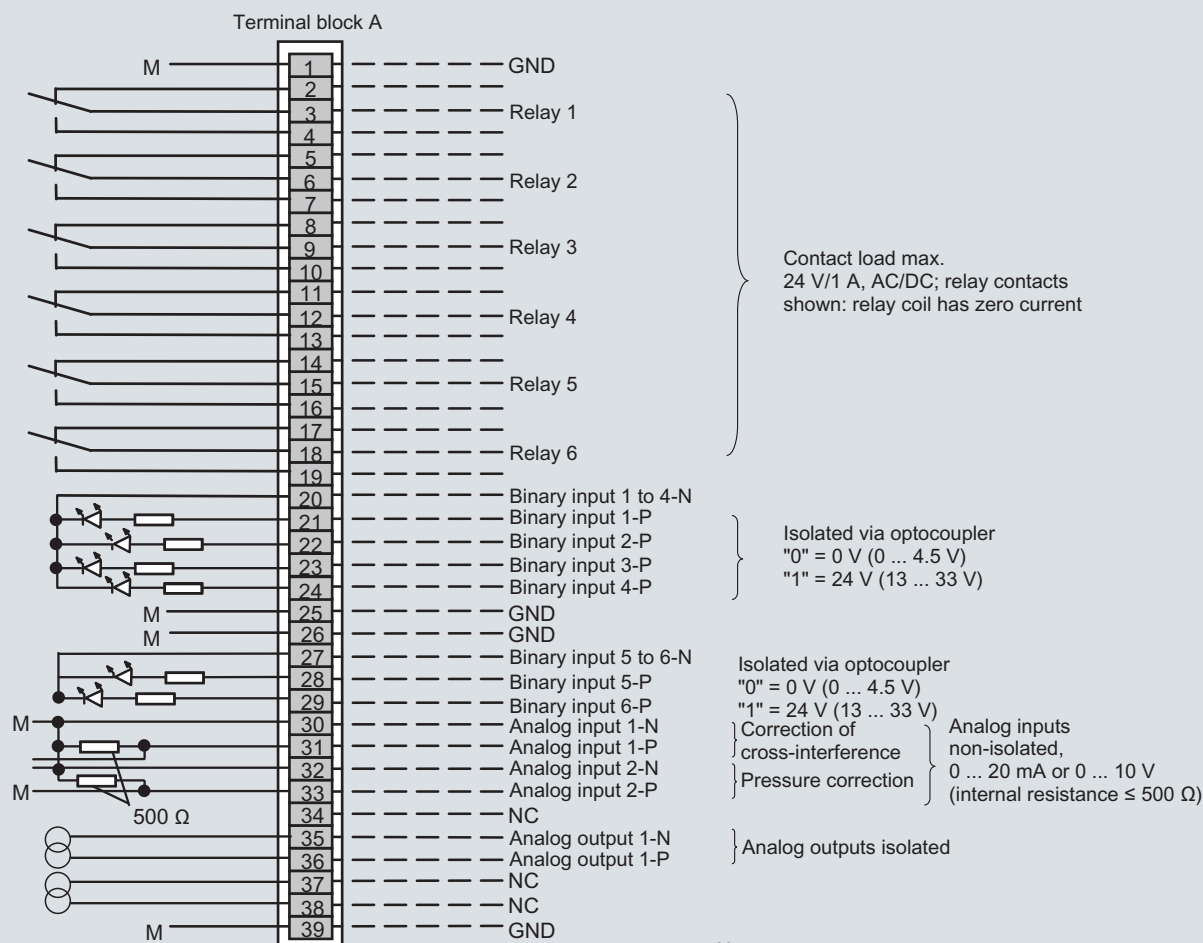 Terminal block A
M 1 GND
2
3 Relay 1
4
5
6 Relay 2
7
8
9 Relay 3
10
11
12 Relay 4
13
14
15 Relay 5
16
17
18 Relay 6
19
Contact load max.
24 V/1 A, AC/DC; relay contacts
shown: relay coil has zero current
20 Binary input 1 to 4-N
21 Binary input 1-P
22 Binary input 2-P
23 Binary input 3-P
24 Binary input 4-P
Isolated via optocoupler
"0" = 0 V (0 ... 4.5 V)
"1" = 24 V (13 ... 33 V)
M 25 GND
M 26 GND
27 Binary input 5 to 6-N
28 Binary input 5-P
29 Binary input 6-P
Isolated via optocoupler
"0" = 0 V (0 ... 4.5 V)
"1" = 24 V (13 ... 33 V)
M 30 Analog input 1-N
31 Analog input 1-P
Correction of
cross-interference
32 Analog input 2-N
M 33 Analog input 2-P
Pressure correction
Analog inputs
non-isolated,
0 ... 20 mA or 0 ... 10 V
(internal resistance ≤ 500 Ω)
500 Ω
34 NC
35 Analog output 1-N
36 Analog output 1-P
Analog outputs isolated
37 NC
38 NC
M 39 GND